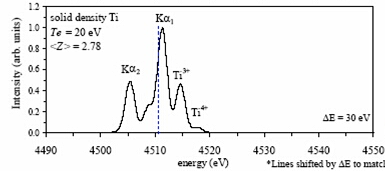 solid density Ti
Te = 20 eV
<Z> = 2.78
Kα₁
Kα₂
Ti³⁺
Ti⁴⁺
ΔE = 30 eV
Intensity (arb. units)
1.2
1.0
0.8
0.6
0.4
0.2
0.0
4490 4500 4510 4520 4530 4540 4550
energy (eV)
*Lines shifted by ΔE to match